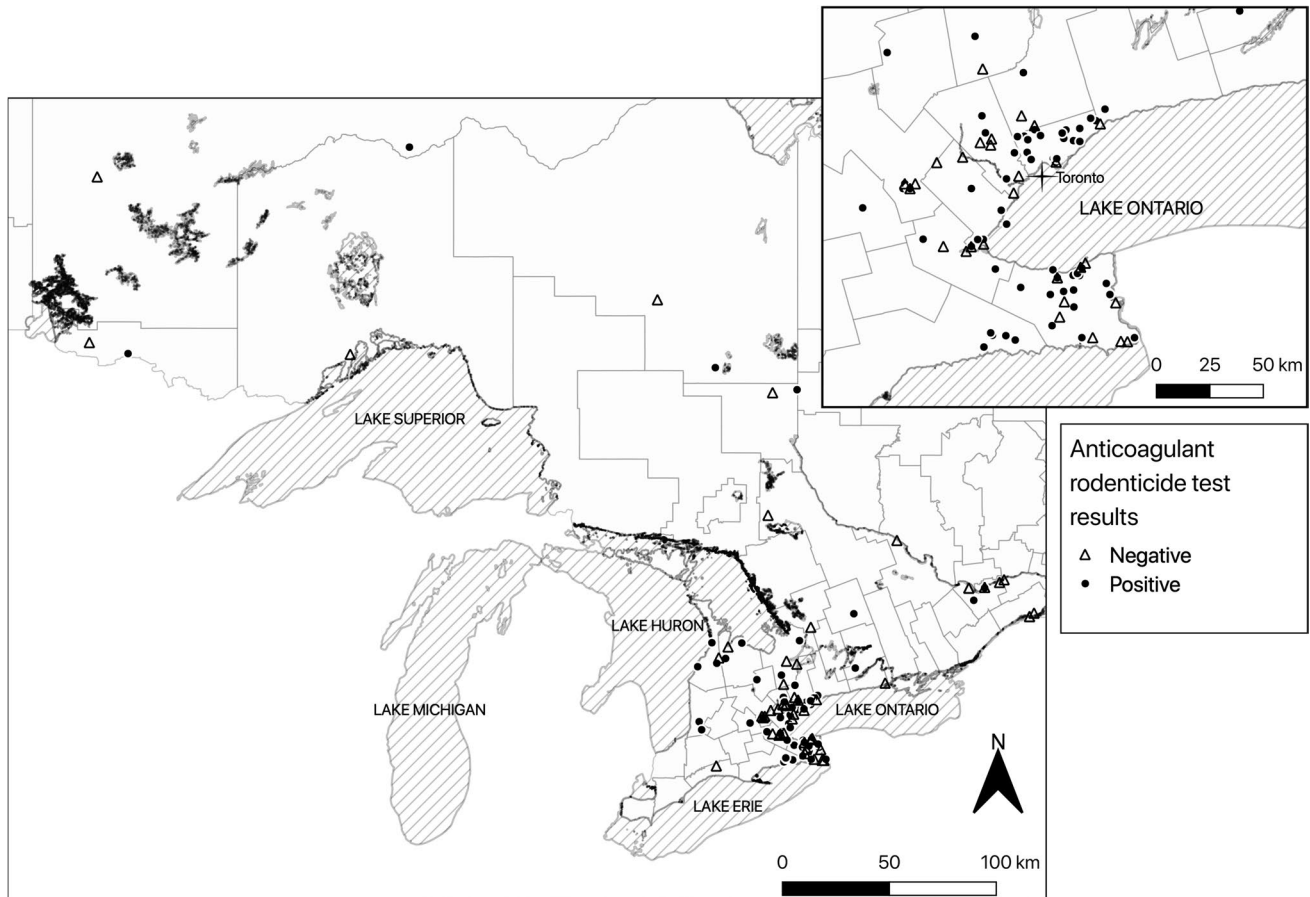 Toronto
LAKE ONTARIO
0 25 50 km
LAKE SUPERIOR
Anticoagulant
rodenticide test
results
Negative
Positive
LAKE HURON
LAKE MICHIGAN
LAKE ONTARIO
N
LAKE ERIE
0 50 100 km